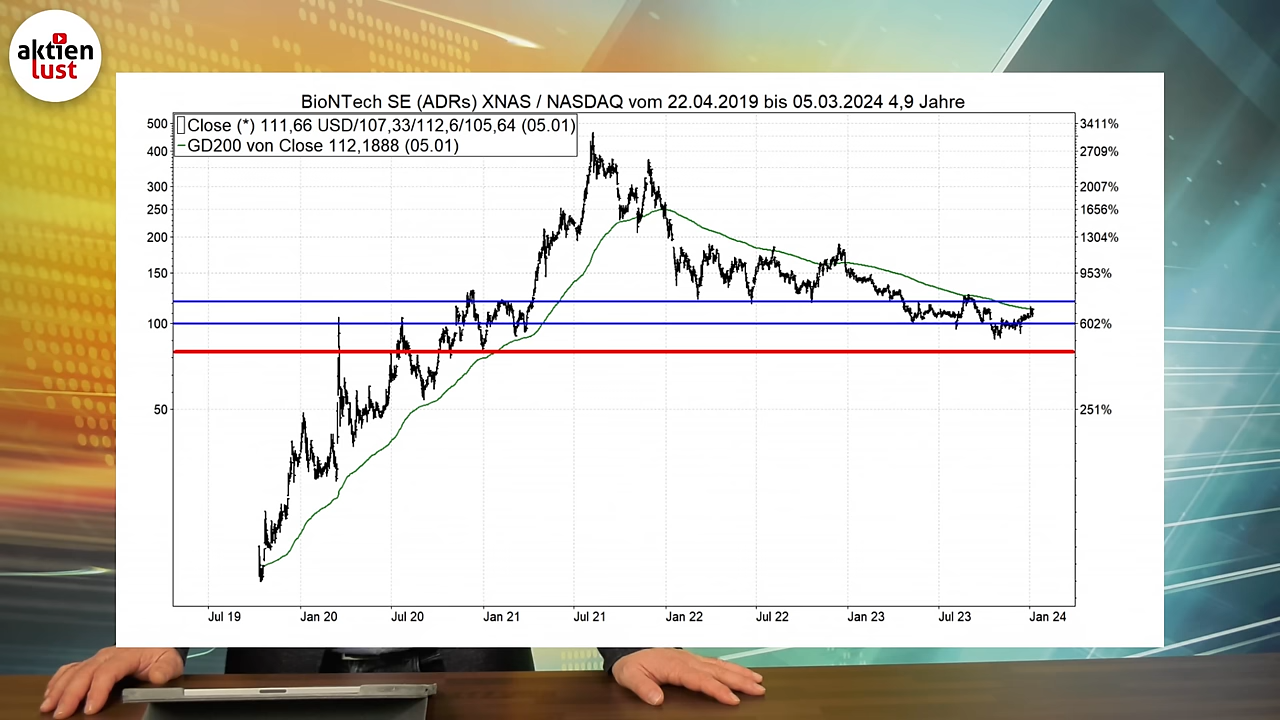 aktien
lust
BioNTech SE (ADRs) XNAS / NASDAQ vom 22.04.2019 bis 05.03.2024 4,9 Jahre
Close (*) 111,66 USD/107,33/112,6/105,64 (05.01)
GD200 von Close 112,1888 (05.01)
500 3411%
400 2709%
300 2007%
250 1656%
200 1304%
150 953%
100 602%
50 251%
Jul 19 Jan 20 Jul 20 Jan 21 Jul 21 Jan 22 Jul 22 Jan 23 Jul 23 Jan 24